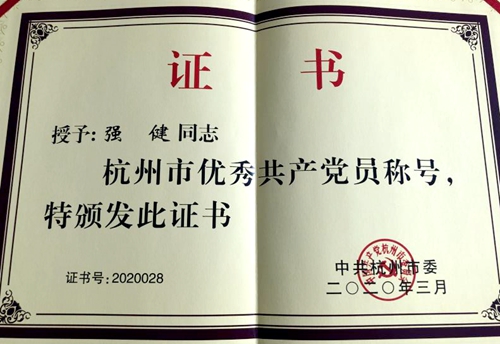 证 书
授予:强 健 同志
杭州市优秀共产党员称号,
特颁发此证书
证书号:2020028
中共杭州市委
二〇二〇年三月